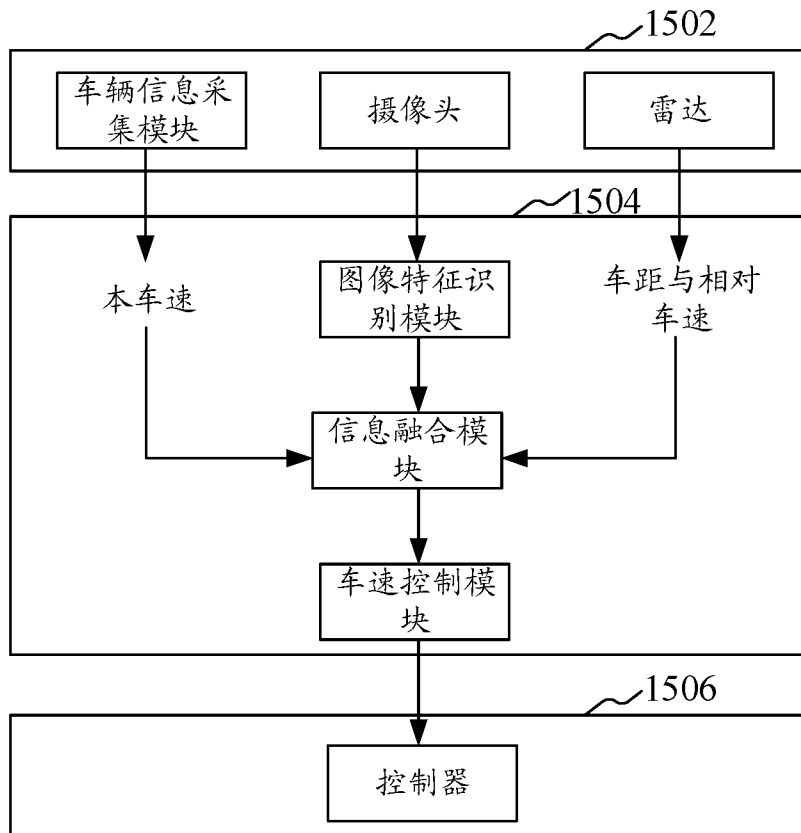 1502
车辆信息采
集模块
摄像头
雷达
1504
本车速
图像特征识
别模块
车距与相对
车速
信息融合模
块
车速控制模
块
1506
控制器